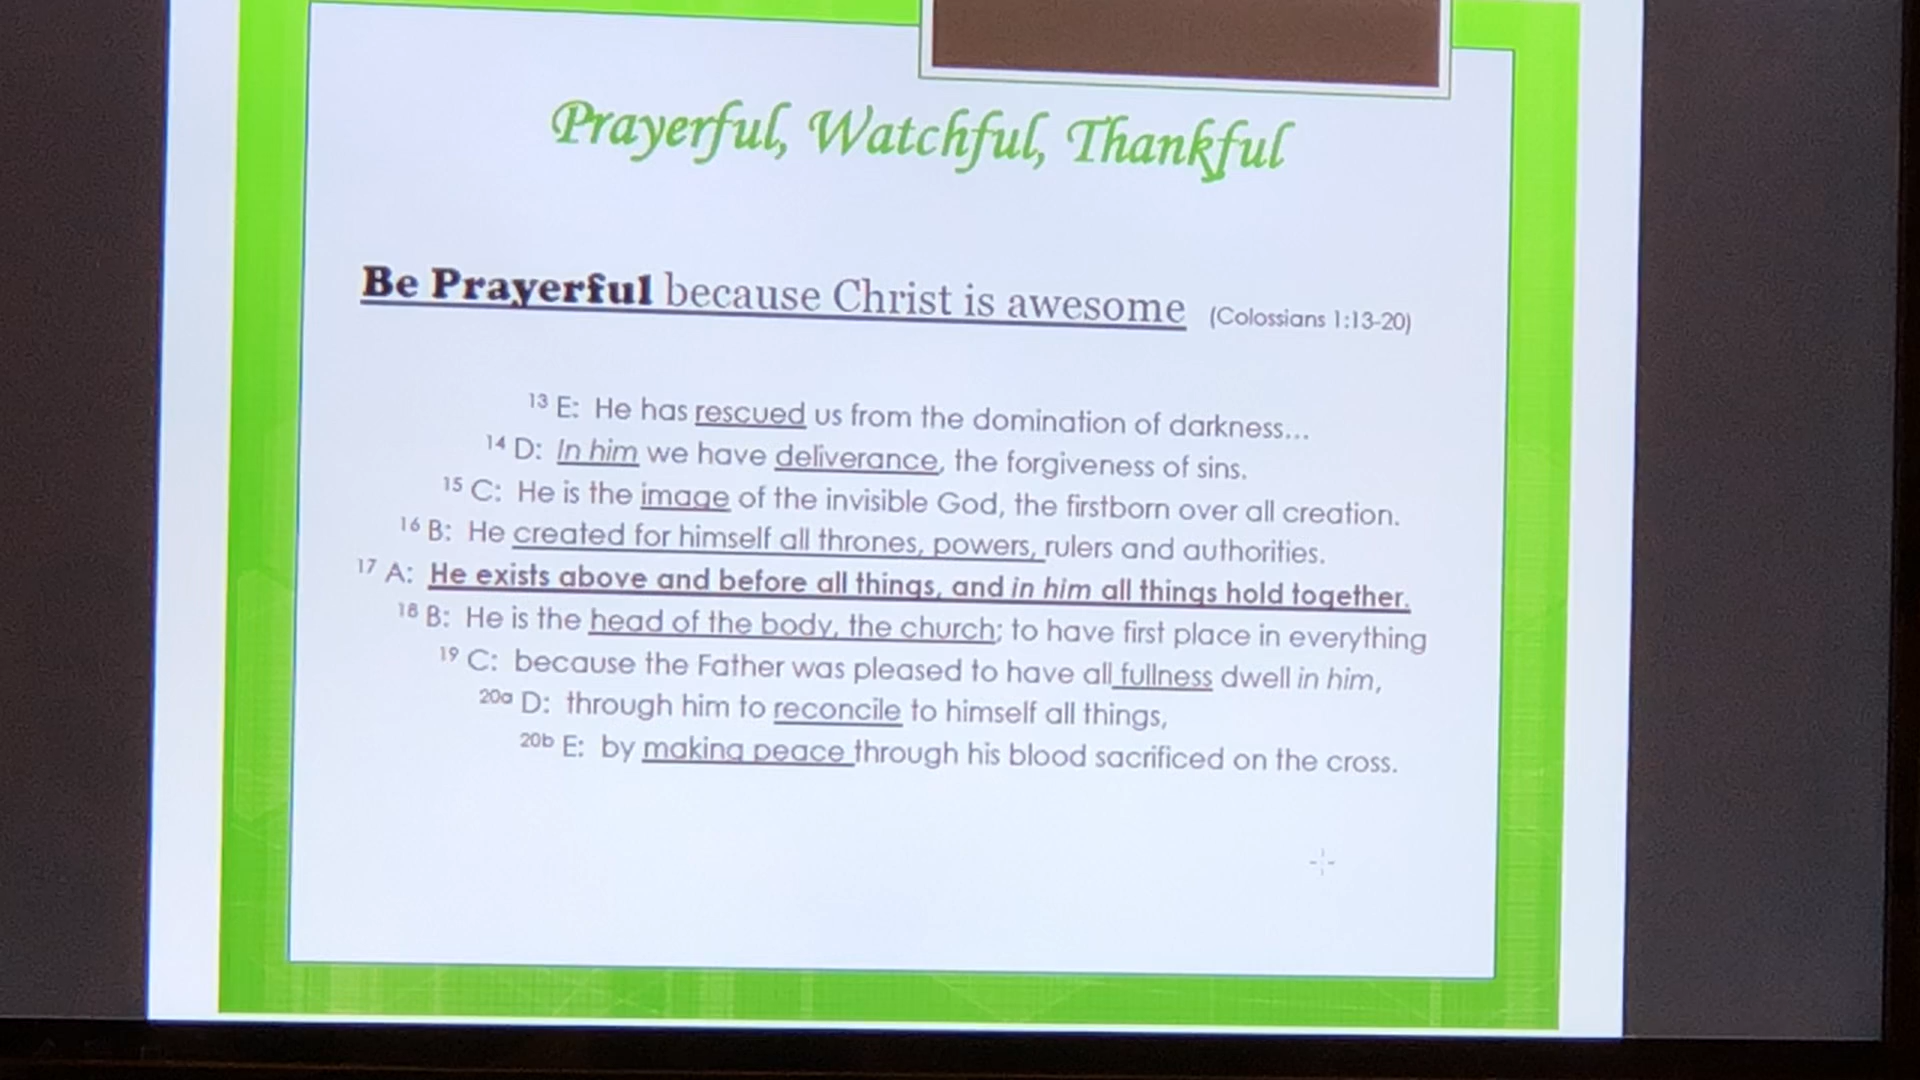 Prayerful, Watchful, Thankful
Be Prayerful because Christ is awesome (Colossians 1:13-20)
13 E: He has rescued us from the domination of darkness...
14 D: In him we have deliverance, the forgiveness of sins.
15 C: He is the image of the invisible God, the firstborn over all creation.
16 B: He created for himself all thrones, powers, rulers and authorities.
17 A: He exists above and before all things, and in him all things hold together.
18 B: He is the head of the body, the church; to have first place in everything
19 C: because the Father was pleased to have all fullness dwell in him,
20a D: through him to reconcile to himself all things,
20b E: by making peace through his blood sacrificed on the cross.